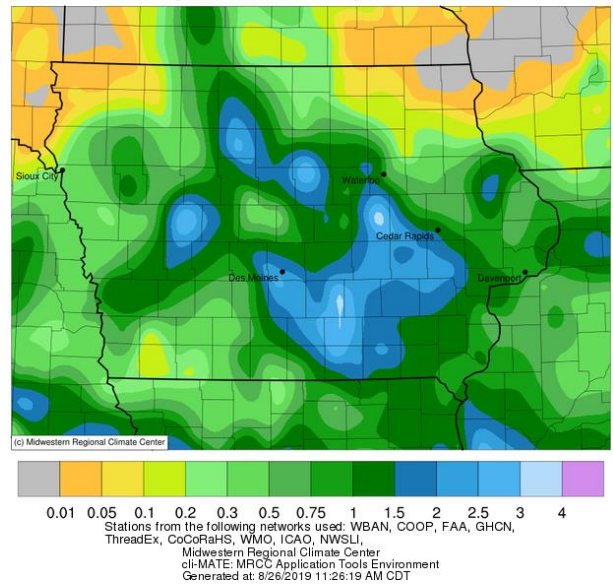 Sioux City
Waterloo
Cedar Rapids
Des Moines
Davenport
(c) Midwestern Regional Climate Center
0.01 0.05 0.1 0.2 0.3 0.5 0.75 1 1.5 2 2.5 3 4
Stations from the following networks used: WBAN, COOP, FAA, GHCN,
ThreadEx, CoCoRaHS, WMO, ICAO, NWSLI,
Midwestern Regional Climate Center
cli-MATE: MRCC Application Tools Environment
Generated at: 8/26/2019 11:26:19 AM CDT